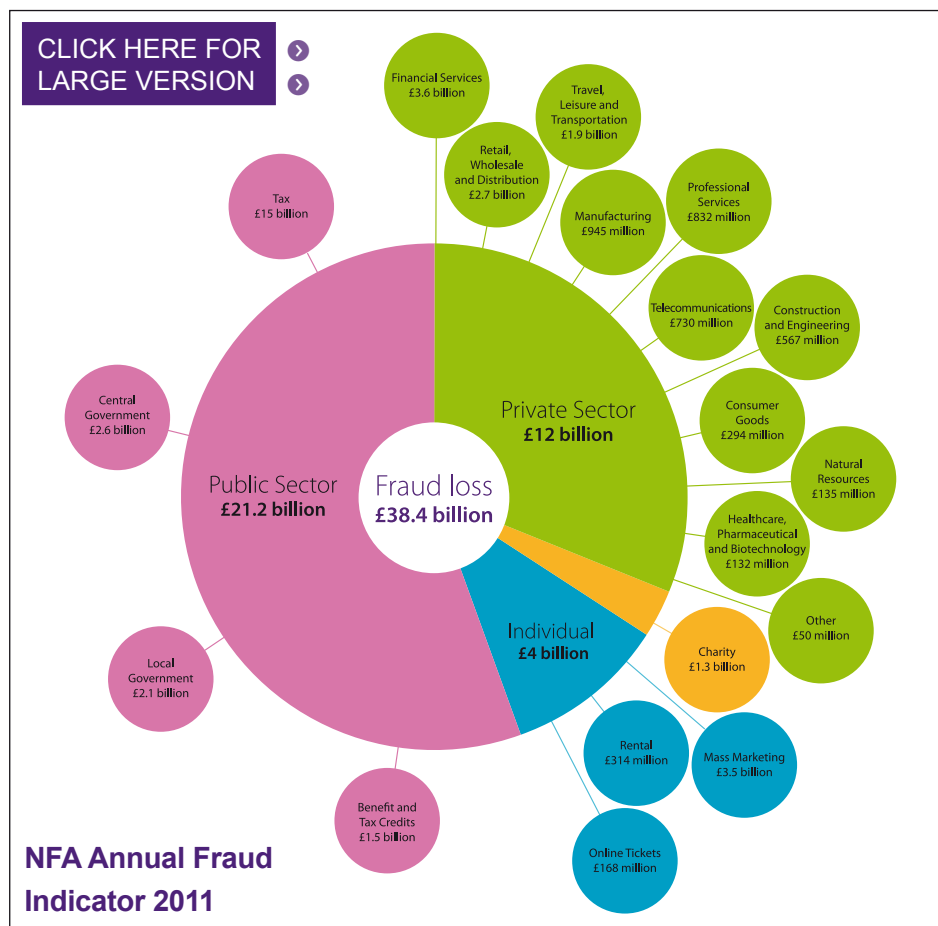 CLICK HERE FOR
LARGE VERSION
Financial Services
£3.6 billion
Travel,
Leisure and
Transportation
£1.9 billion
Retail,
Wholesale
and Distribution
£2.7 billion
Professional
Services
£832 million
Manufacturing
£945 million
Tax
£15 billion
Telecommunications
£730 million
Construction
and Engineering
£567 million
Central
Government
£2.6 billion
Private Sector
£12 billion
Consumer
Goods
£294 million
Natural
Resources
£135 million
Public Sector
£21.2 billion
Fraud loss
£38.4 billion
Healthcare,
Pharmaceutical
and Biotechnology
£132 million
Other
£50 million
Individual
£4 billion
Charity
£1.3 billion
Local
Government
£2.1 billion
Rental
£314 million
Mass Marketing
£3.5 billion
Benefit and
Tax Credits
£1.5 billion
Online Tickets
£168 million
NFA Annual Fraud
Indicator 2011